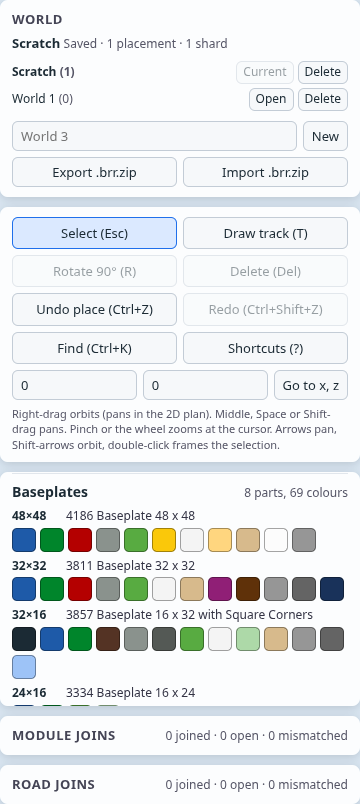 WORLD
Scratch Saved · 1 placement · 1 shard
Scratch (1) Current Delete
World 1 (0) Open Delete
World 3 New
Export .brr.zip Import .brr.zip
Select (Esc) Draw track (T)
Rotate 90° (R) Delete (Del)
Undo place (Ctrl+Z) Redo (Ctrl+Shift+Z)
Find (Ctrl+K) Shortcuts (?)
0 0 Go to x, z
Right-drag orbits (pans in the 2D plan). Middle, Space or Shift-
drag pans. Pinch or the wheel zooms at the cursor. Arrows pan,
Shift-arrows orbit, double-click frames the selection.
Baseplates 8 parts, 69 colours
48×48 4186 Baseplate 48 x 48
32×32 3811 Baseplate 32 x 32
32×16 3857 Baseplate 16 x 32 with Square Corners
24×16 3334 Baseplate 16 x 24
MODULE JOINS 0 joined · 0 open · 0 mismatched
ROAD JOINS 0 joined · 0 open · 0 mismatched